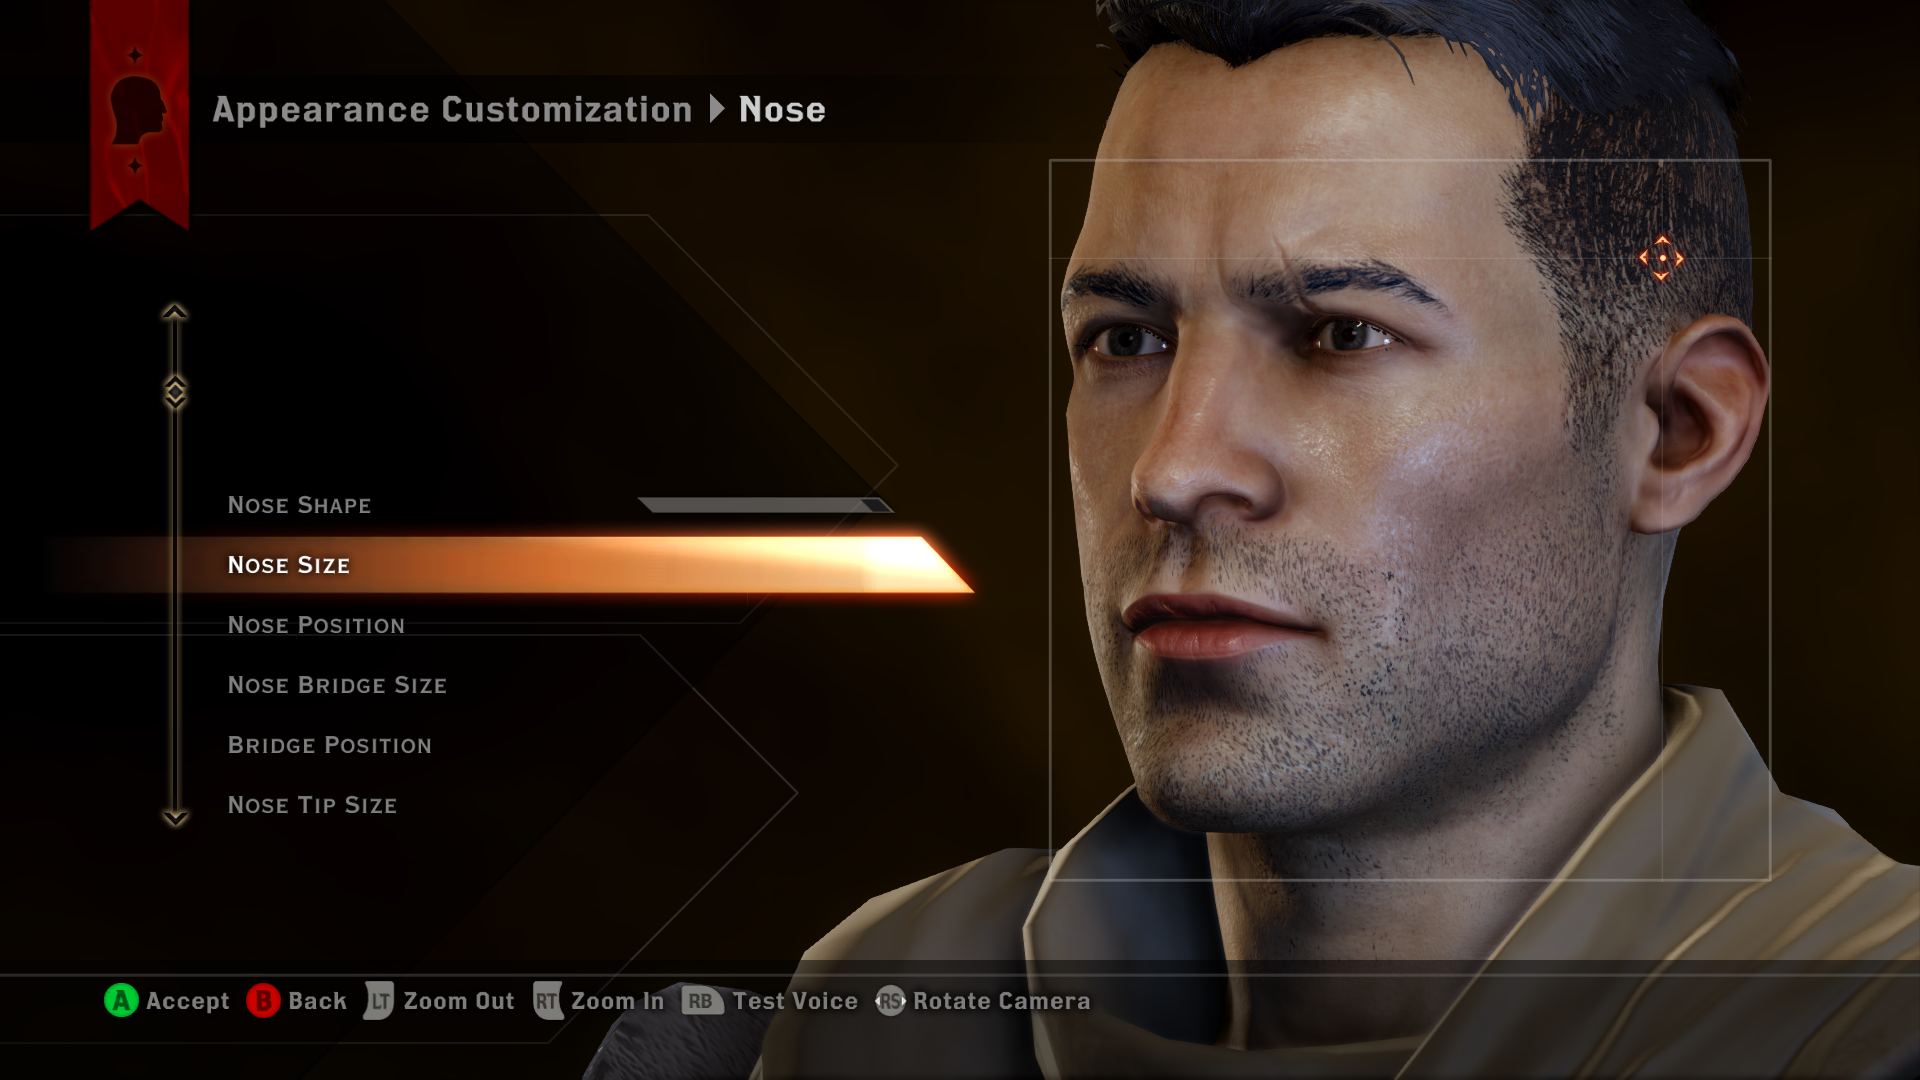 Appearance Customization ▶ Nose
Nose Shape
Nose Size
Nose Position
Nose Bridge Size
Bridge Position
Nose Tip Size
A Accept B Back LT Zoom Out RT Zoom In RB Test Voice RS Rotate Camera